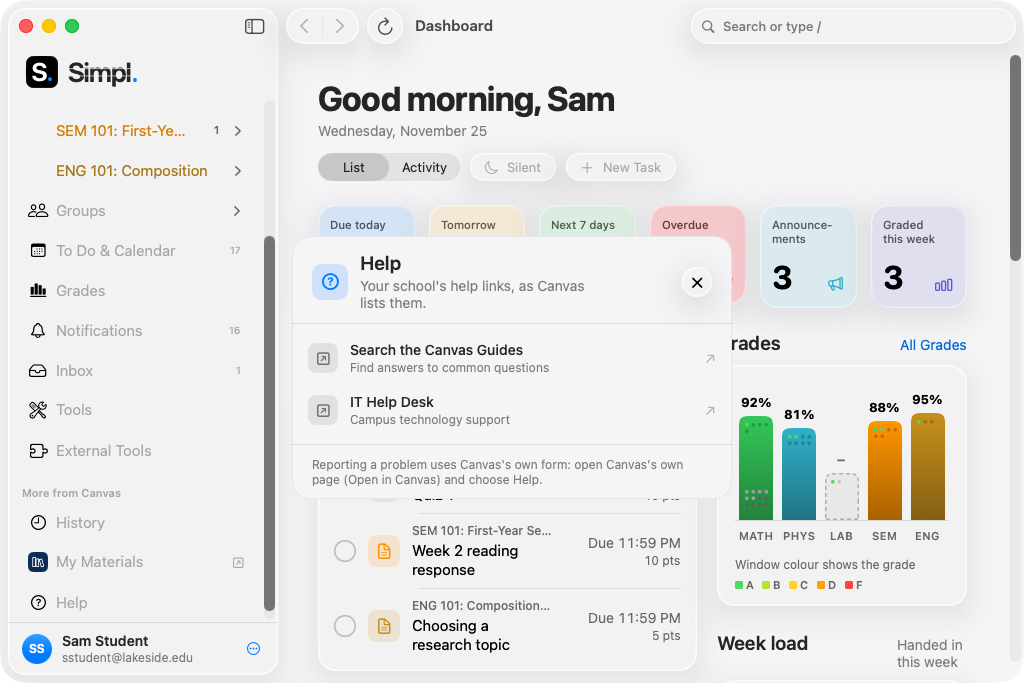 Dashboard
Search or type /
S.
Simpl.
SEM 101: First-Ye... 1
ENG 101: Composition
Groups
To Do & Calendar 17
Grades
Notifications 16
Inbox 1
Tools
External Tools
More from Canvas
History
My Materials
Help
SS
Sam Student
sstudent@lakeside.edu
Good morning, Sam
Wednesday, November 25
List Activity Silent New Task
Due today
Tomorrow
Next 7 days
Overdue
Announce-
ments
3
Graded
this week
3
Help
Your school's help links, as Canvas
lists them.
Search the Canvas Guides
Find answers to common questions
IT Help Desk
Campus technology support
Reporting a problem uses Canvas's own form: open Canvas's own
page (Open in Canvas) and choose Help.
SEM 101: First-Year Se...
Week 2 reading
response
Due 11:59 PM
10 pts
ENG 101: Composition...
Choosing a
research topic
Due 11:59 PM
5 pts
All Grades
92% 81% – 88% 95%
MATH PHYS LAB SEM ENG
Window colour shows the grade
A B C D F
Week load
Handed in
this week